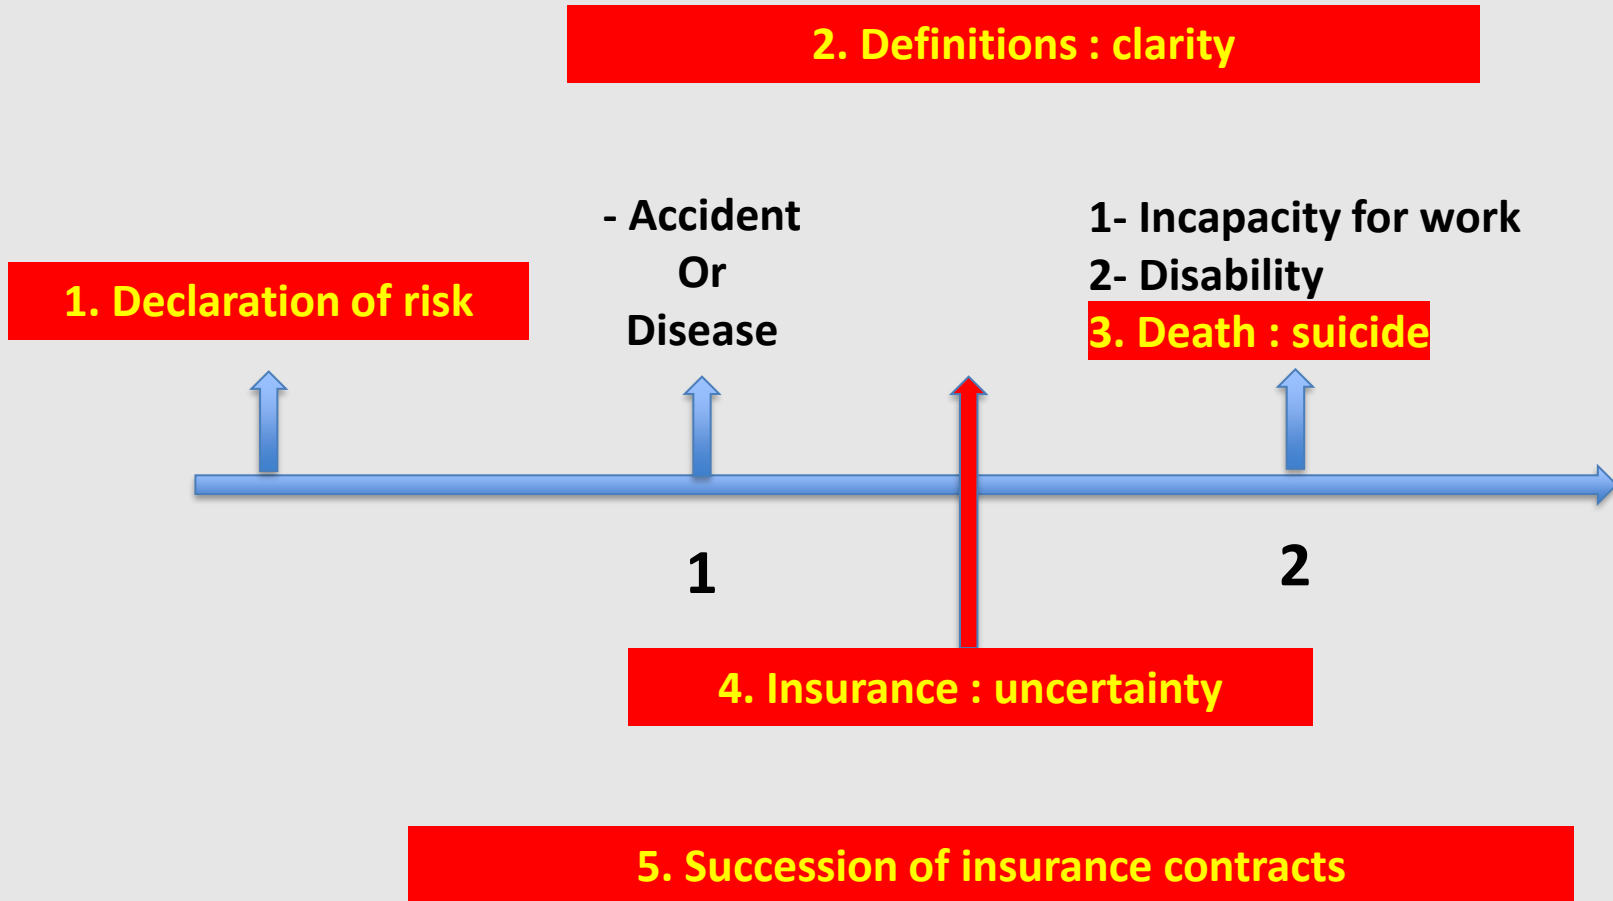 2. Definitions : clarity
1. Declaration of risk
- Accident
Or
Disease
1- Incapacity for work
2- Disability
3. Death : suicide
1
2
4. Insurance : uncertainty
5. Succession of insurance contracts